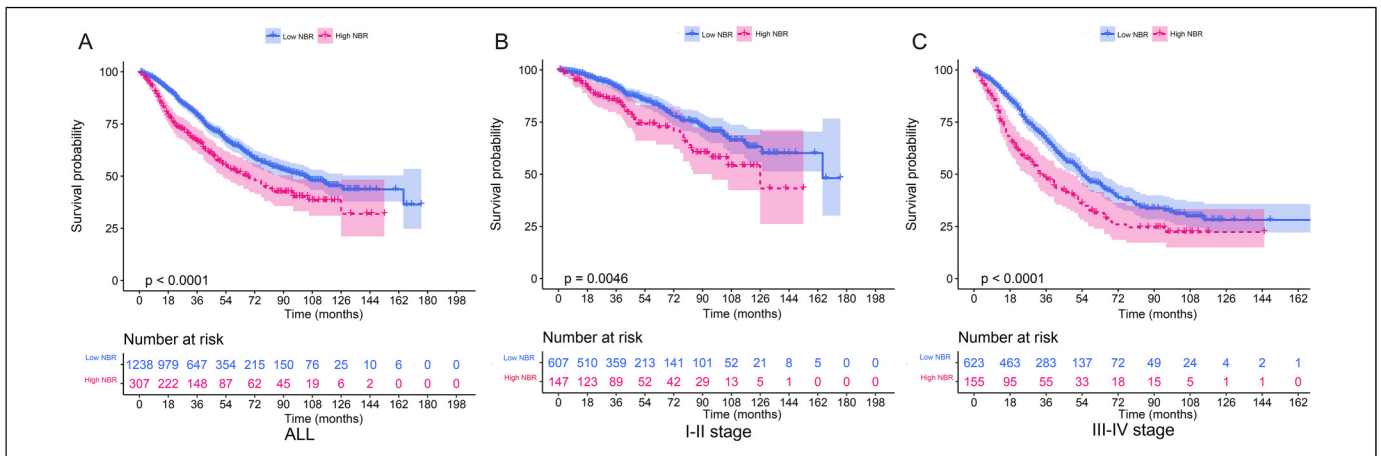 A
Low NBR High NBR
Survival probability
100
75
50
25
0
p < 0.0001
0 18 36 54 72 90 108 126 144 162 180 198
Time (months)
Number at risk
Low NBR 1238 979 647 354 215 150 76 25 10 6 0 0
High NBR 307 222 148 87 62 45 19 6 2 0 0 0
0 18 36 54 72 90 108 126 144 162 180 198
Time (months)
ALL
B
Low NBR High NBR
Survival probability
100
75
50
25
0
p = 0.0046
0 18 36 54 72 90 108 126 144 162 180 198
Time (months)
Number at risk
Low NBR 607 510 359 213 141 101 52 21 8 5 0 0
High NBR 147 123 89 52 42 29 13 5 1 0 0 0
0 18 36 54 72 90 108 126 144 162 180 198
Time (months)
I-II stage
C
Low NBR High NBR
Survival probability
100
75
50
25
0
p < 0.0001
0 18 36 54 72 90 108 126 144 162
Time (months)
Number at risk
Low NBR 623 463 283 137 72 49 24 4 2 1
High NBR 155 95 55 33 18 15 5 1 1 0
0 18 36 54 72 90 108 126 144 162
Time (months)
III-IV stage